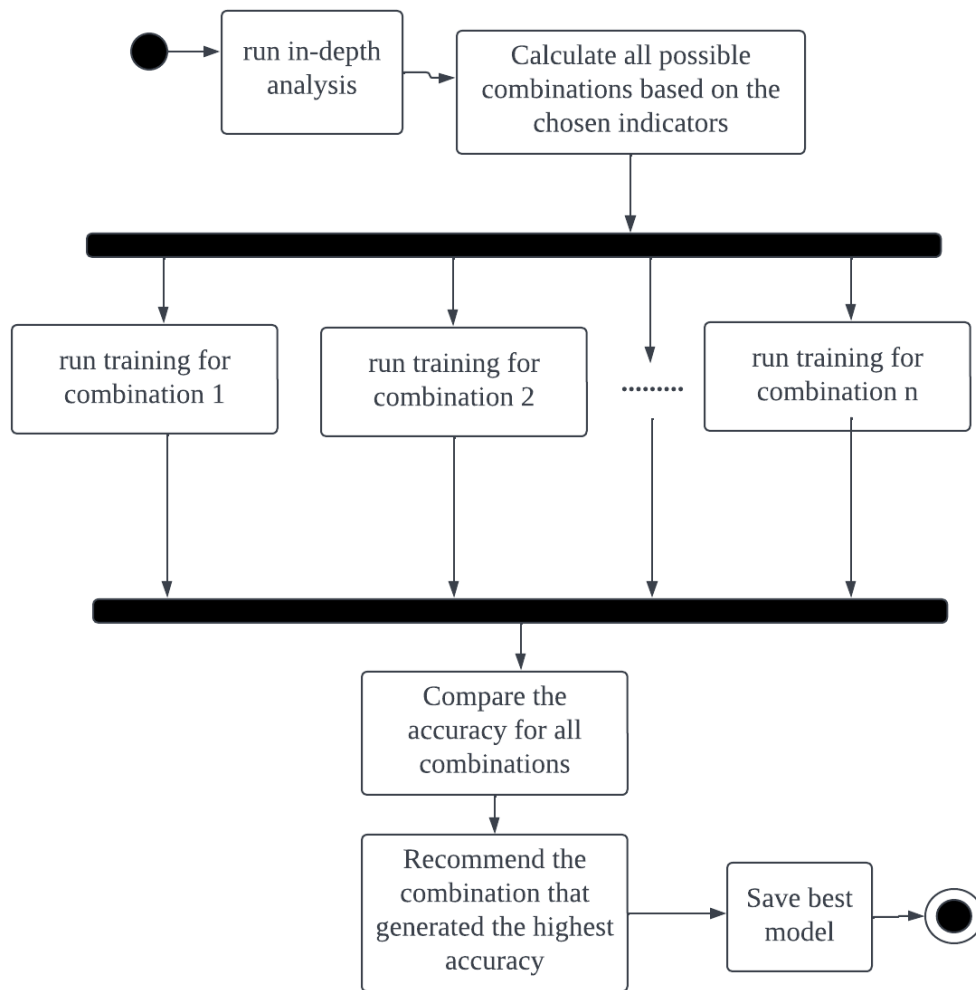 run in-depth
analysis
Calculate all possible
combinations based on the
chosen indicators
run training for
combination 1
run training for
combination 2
.........
run training for
combination n
Compare the
accuracy for all
combinations
Recommend the
combination that
generated the highest
accuracy
Save best
model